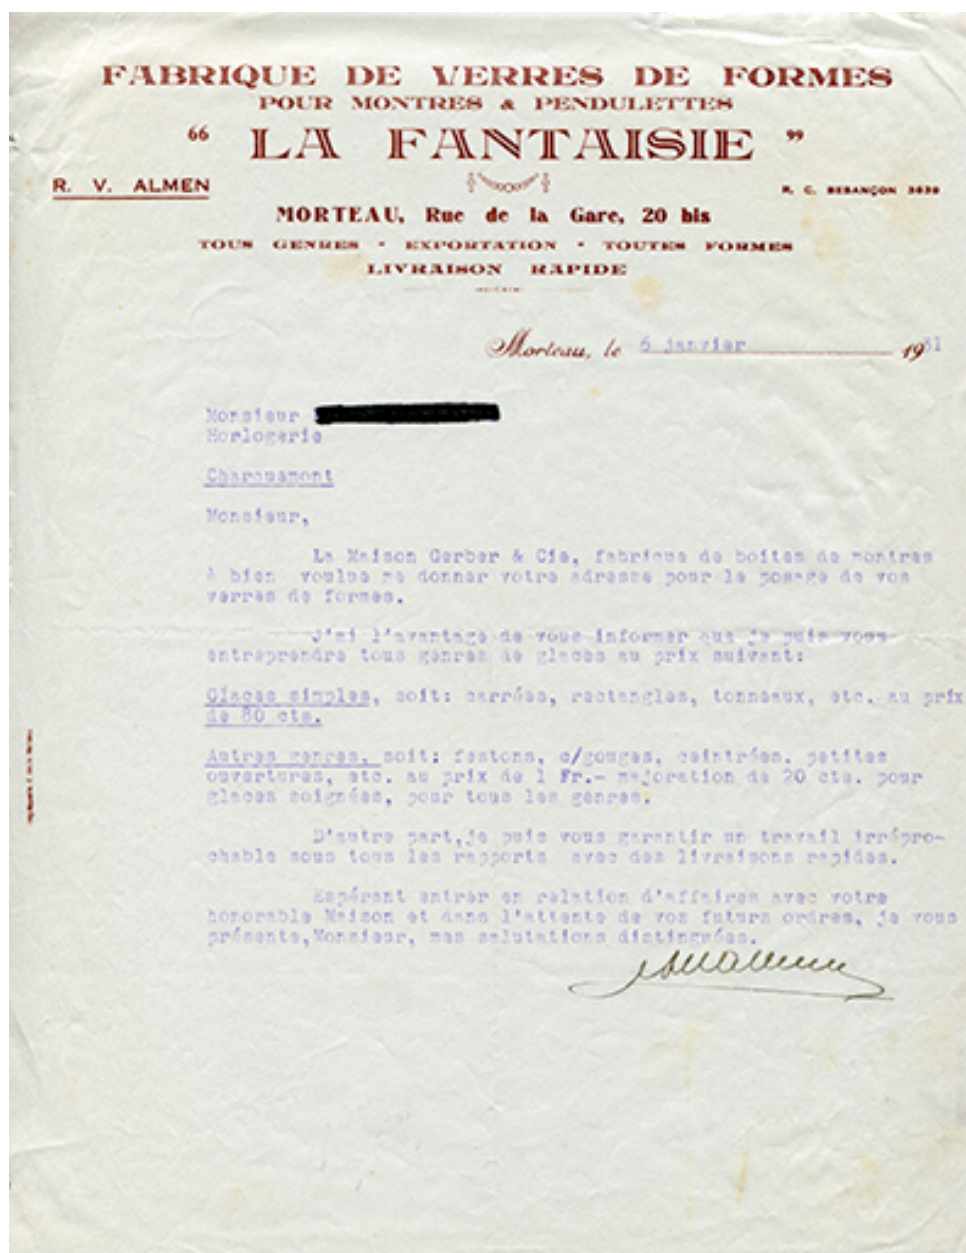 FABRIQUE DE VERRES DE FORMES
POUR MONTRES & PENDULETTES
“ LA FANTAISIE ”
R. V. ALMEN
R. C. BESANÇON 3639
MORTEAU, Rue de la Gare, 20 bis
TOUS GENRES • EXPORTATION • TOUTES FORMES
LIVRAISON RAPIDE
Morteau, le 6 janvier 1931
Monsieur
Horlogerie
Charquemont
Monsieur,
La Maison Gerber & Cie, fabrique de boites de montres
À bien voulue me donner votre adresse pour le posage de vos
verres de formes.
J'ai l'avantage de vous informer que je puis vous
entreprendre tous genres de glaces au prix suivant:
Glaces simples, soit: carrées, rectangles, tonneaux, etc. au prix
de 80 cts.
Autres genres, soit: festons, c/gouges, ceintrées, petites
ouvertures, etc. au prix de 1 Fr.- majoration de 20 cts. pour
glaces soignées, pour tous les genres.
D'autre part,je puis vous garantir un travail irrépro-
chable sous tous les rapports avec des livraisons rapides.
Espérant entrer en relation d'affaires avec votre
honorable Maison et dans l'attente de vos futurs ordres, je vous
présente,Monsieur, mes salutations distinguées.